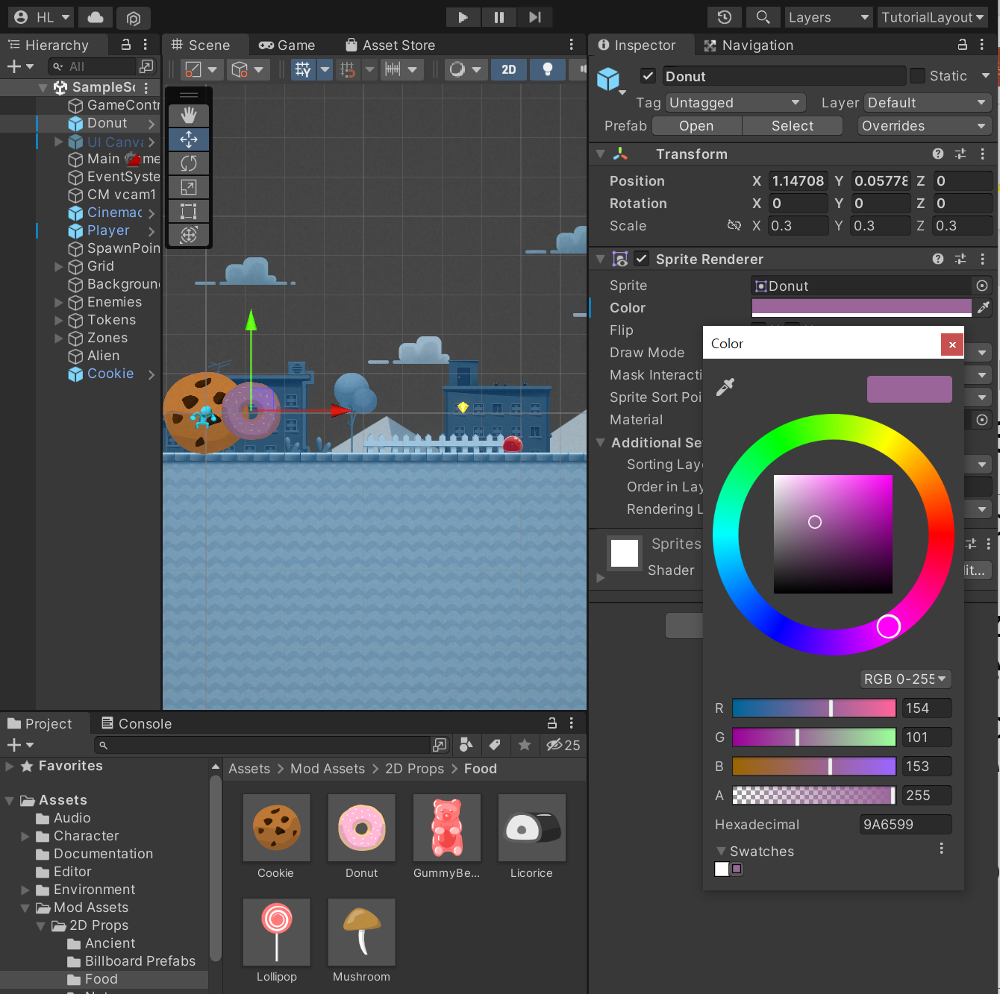 HL
Layers
TutorialLayout
Hierarchy
All
SampleSc
GameContr
Donut
UI Canva
Main
me
EventSyste
CM vcam1
Cinemac
Player
SpawnPoin
Grid
Background
Enemies
Tokens
Zones
Alien
Cookie
Scene
Game
Asset Store
2D
Inspector
Navigation
Donut
Static
Tag
Untagged
Layer
Default
Prefab
Open
Select
Overrides
Transform
Position
X 1.14708 Y 0.05778 Z 0
Rotation
X 0 Y 0 Z 0
Scale
X 0.3 Y 0.3 Z 0.3
Sprite Renderer
Sprite
Donut
Color
Flip
Draw Mode
Mask Interacti
Sprite Sort Poi
Material
Additional Se
Sorting Laye
Order in Lay
Rendering L
Sprites
Shader
it...
Color
RGB 0-255
R 154
G 101
B 153
A 255
Hexadecimal 9A6599
Swatches
Project
Console
25
Favorites
Assets
Audio
Character
Documentation
Editor
Environment
Mod Assets
2D Props
Ancient
Billboard Prefabs
Food
Assets > Mod Assets > 2D Props > Food
Cookie
Donut
GummyBe...
Licorice
Lollipop
Mushroom